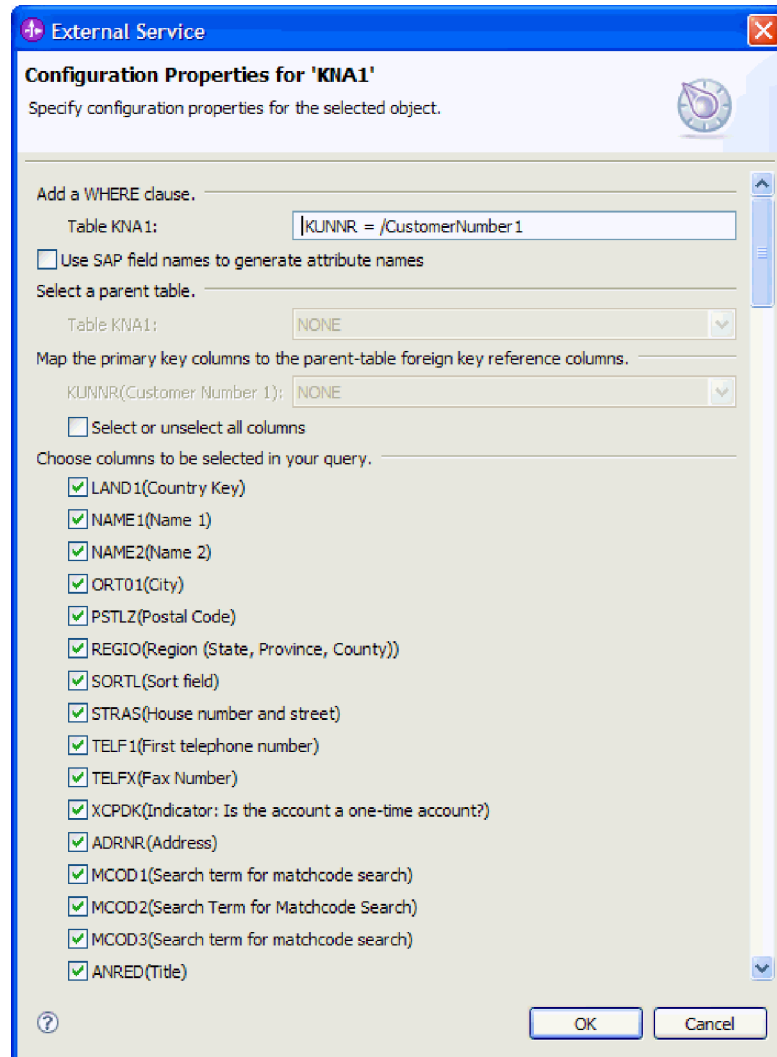 External Service
Configuration Properties for 'KNA1'
Specify configuration properties for the selected object.
Add a WHERE clause.
Table KNA1: KUNNR = /CustomerNumber1
Use SAP field names to generate attribute names
Select a parent table.
Table KNA1: NONE
Map the primary key columns to the parent-table foreign key reference columns.
KUNNR(Customer Number 1): NONE
Select or unselect all columns
Choose columns to be selected in your query.
LAND1(Country Key)
NAME1(Name 1)
NAME2(Name 2)
ORT01(City)
PSTLZ(Postal Code)
REGIO(Region (State, Province, County))
SORTL(Sort field)
STRAS(House number and street)
TELF1(First telephone number)
TELFX(Fax Number)
XCPDK(Indicator: Is the account a one-time account?)
ADRNR(Address)
MCOD1(Search term for matchcode search)
MCOD2(Search Term for Matchcode Search)
MCOD3(Search term for matchcode search)
ANRED(Title)
? OK Cancel